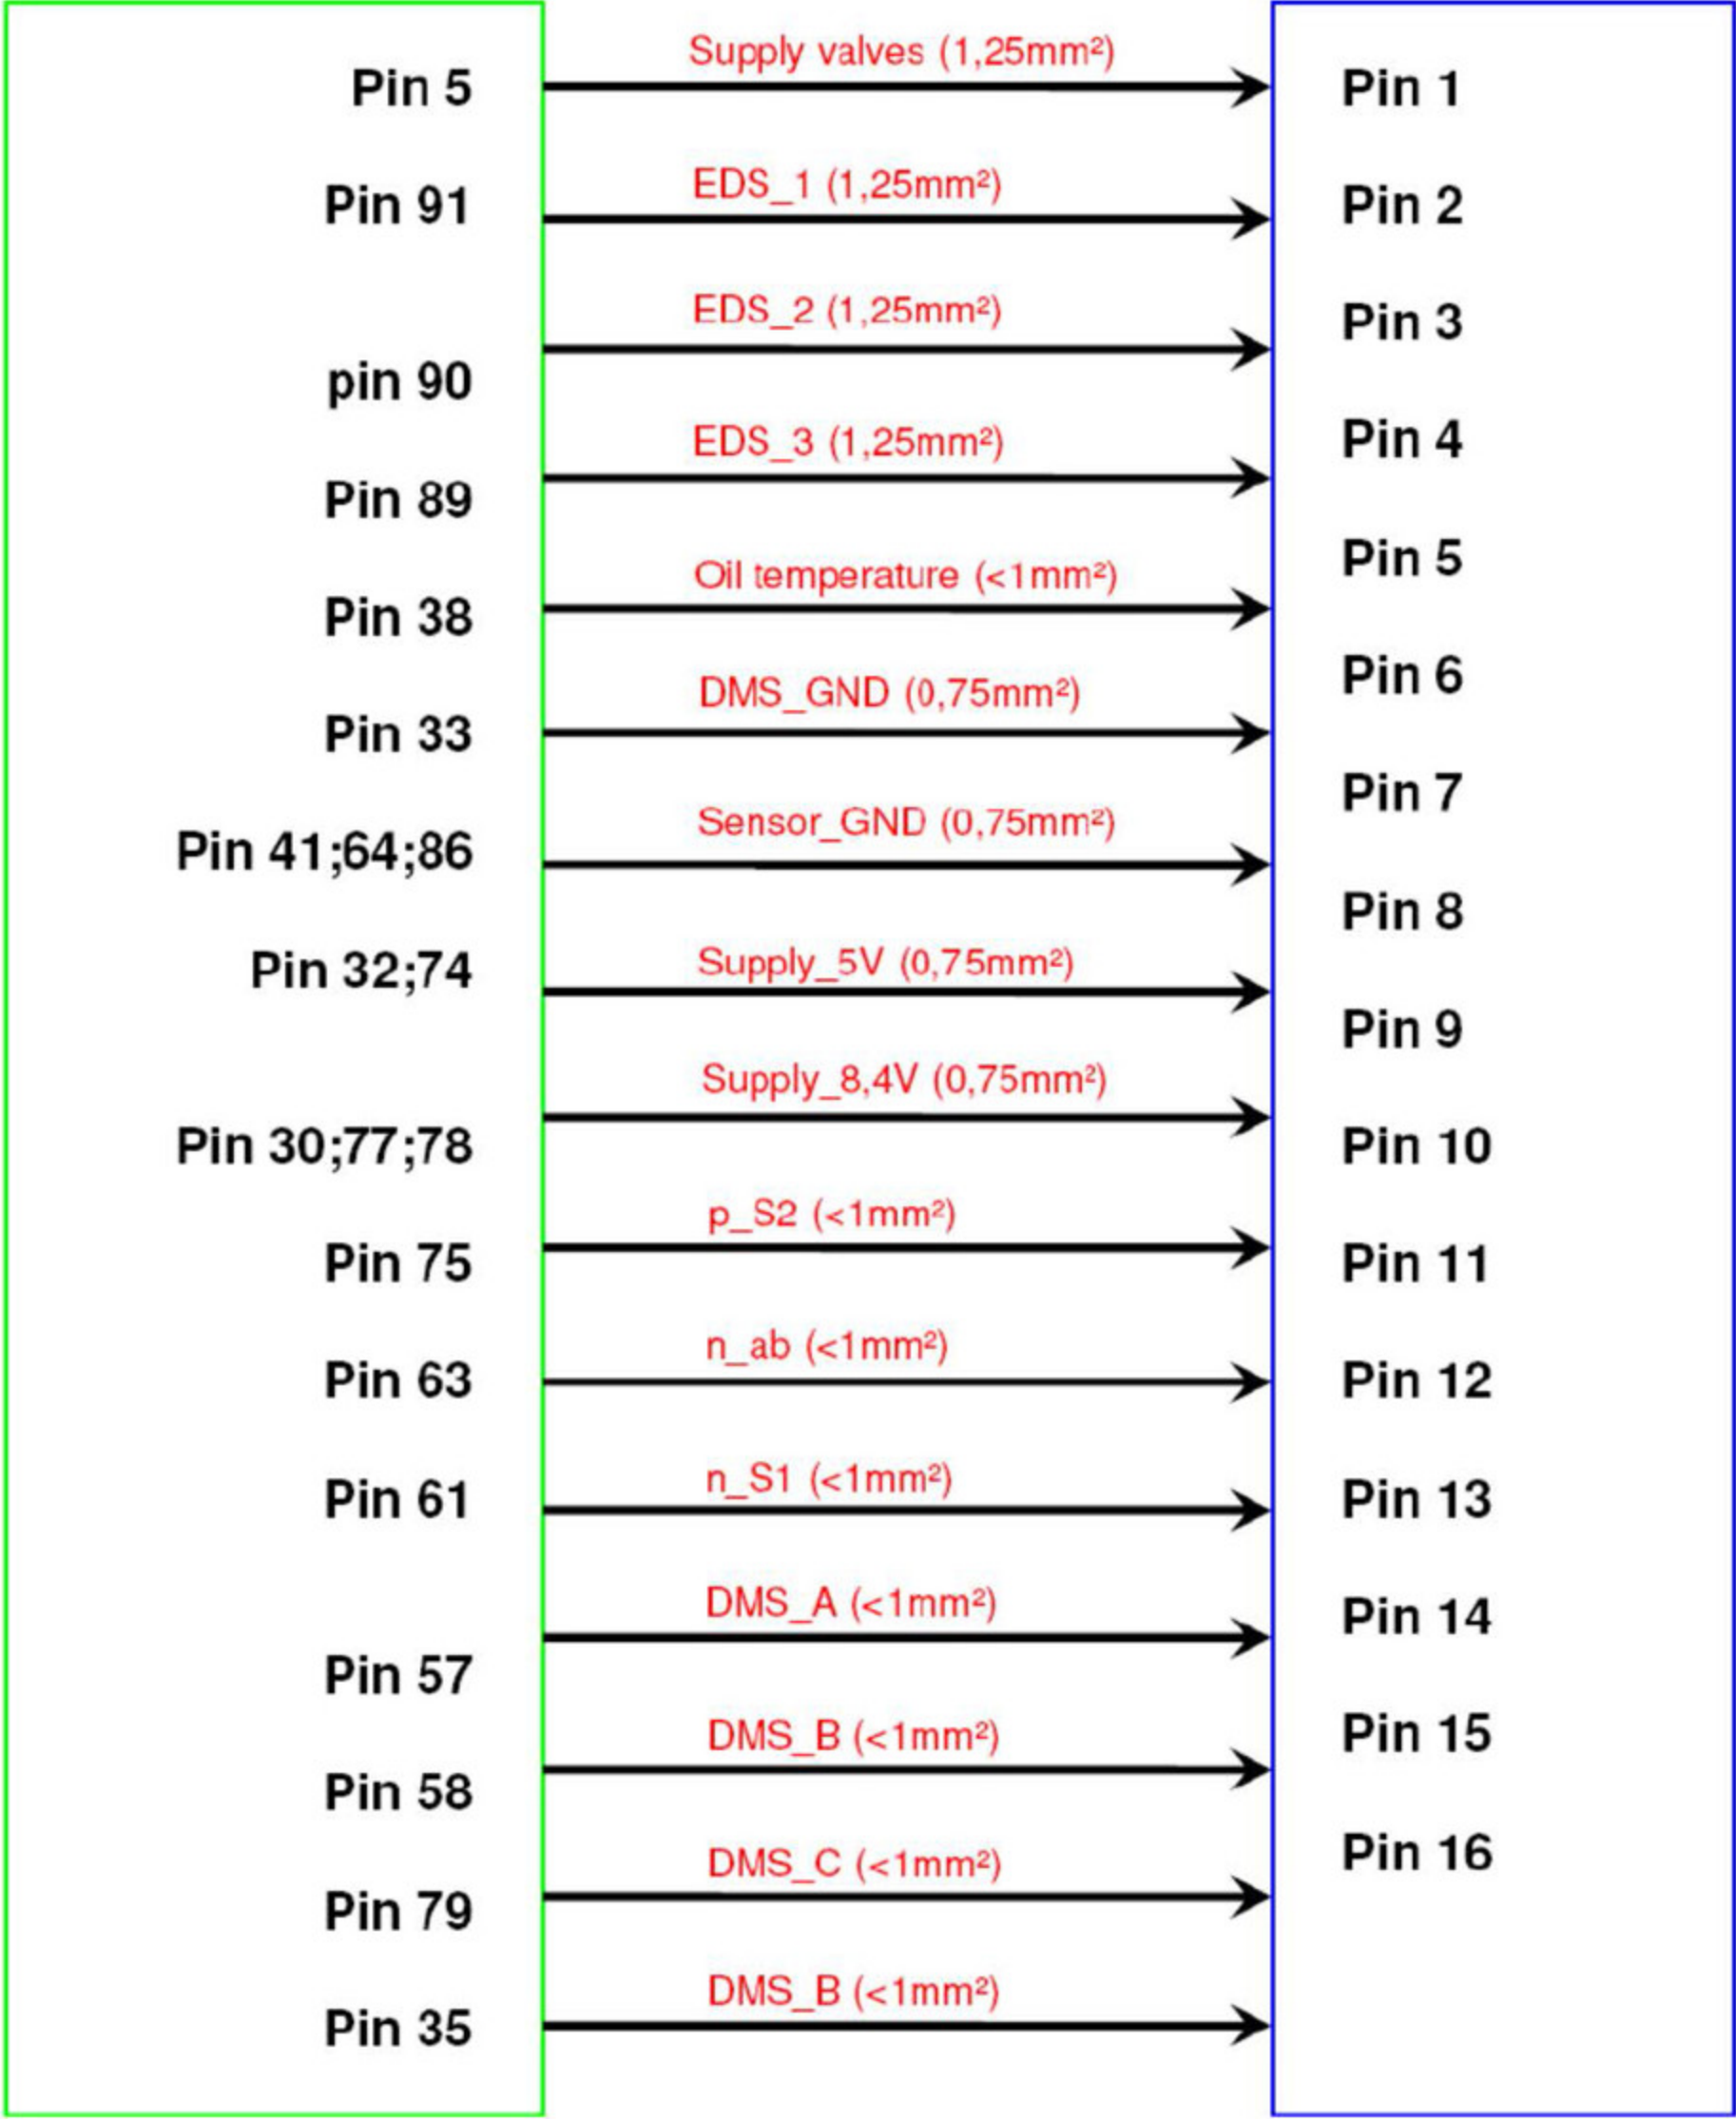 Supply valves (1,25mm²)
Pin 5
Pin 1
EDS_1 (1,25mm²)
Pin 91
Pin 2
EDS_2 (1,25mm²)
Pin 3
pin 90
EDS_3 (1,25mm²)
Pin 4
Pin 89
Pin 5
Oil temperature (<1mm²)
Pin 38
Pin 6
DMS_GND (0,75mm²)
Pin 33
Pin 7
Sensor_GND (0,75mm²)
Pin 41;64;86
Pin 8
Supply_5V (0,75mm²)
Pin 32;74
Pin 9
Supply_8,4V (0,75mm²)
Pin 30;77;78
Pin 10
p_S2 (<1mm²)
Pin 75
Pin 11
n_ab (<1mm²)
Pin 63
Pin 12
n_S1 (<1mm²)
Pin 61
Pin 13
DMS_A (<1mm²)
Pin 14
Pin 57
DMS_B (<1mm²)
Pin 15
Pin 58
DMS_C (<1mm²)
Pin 16
Pin 79
DMS_B (<1mm²)
Pin 35